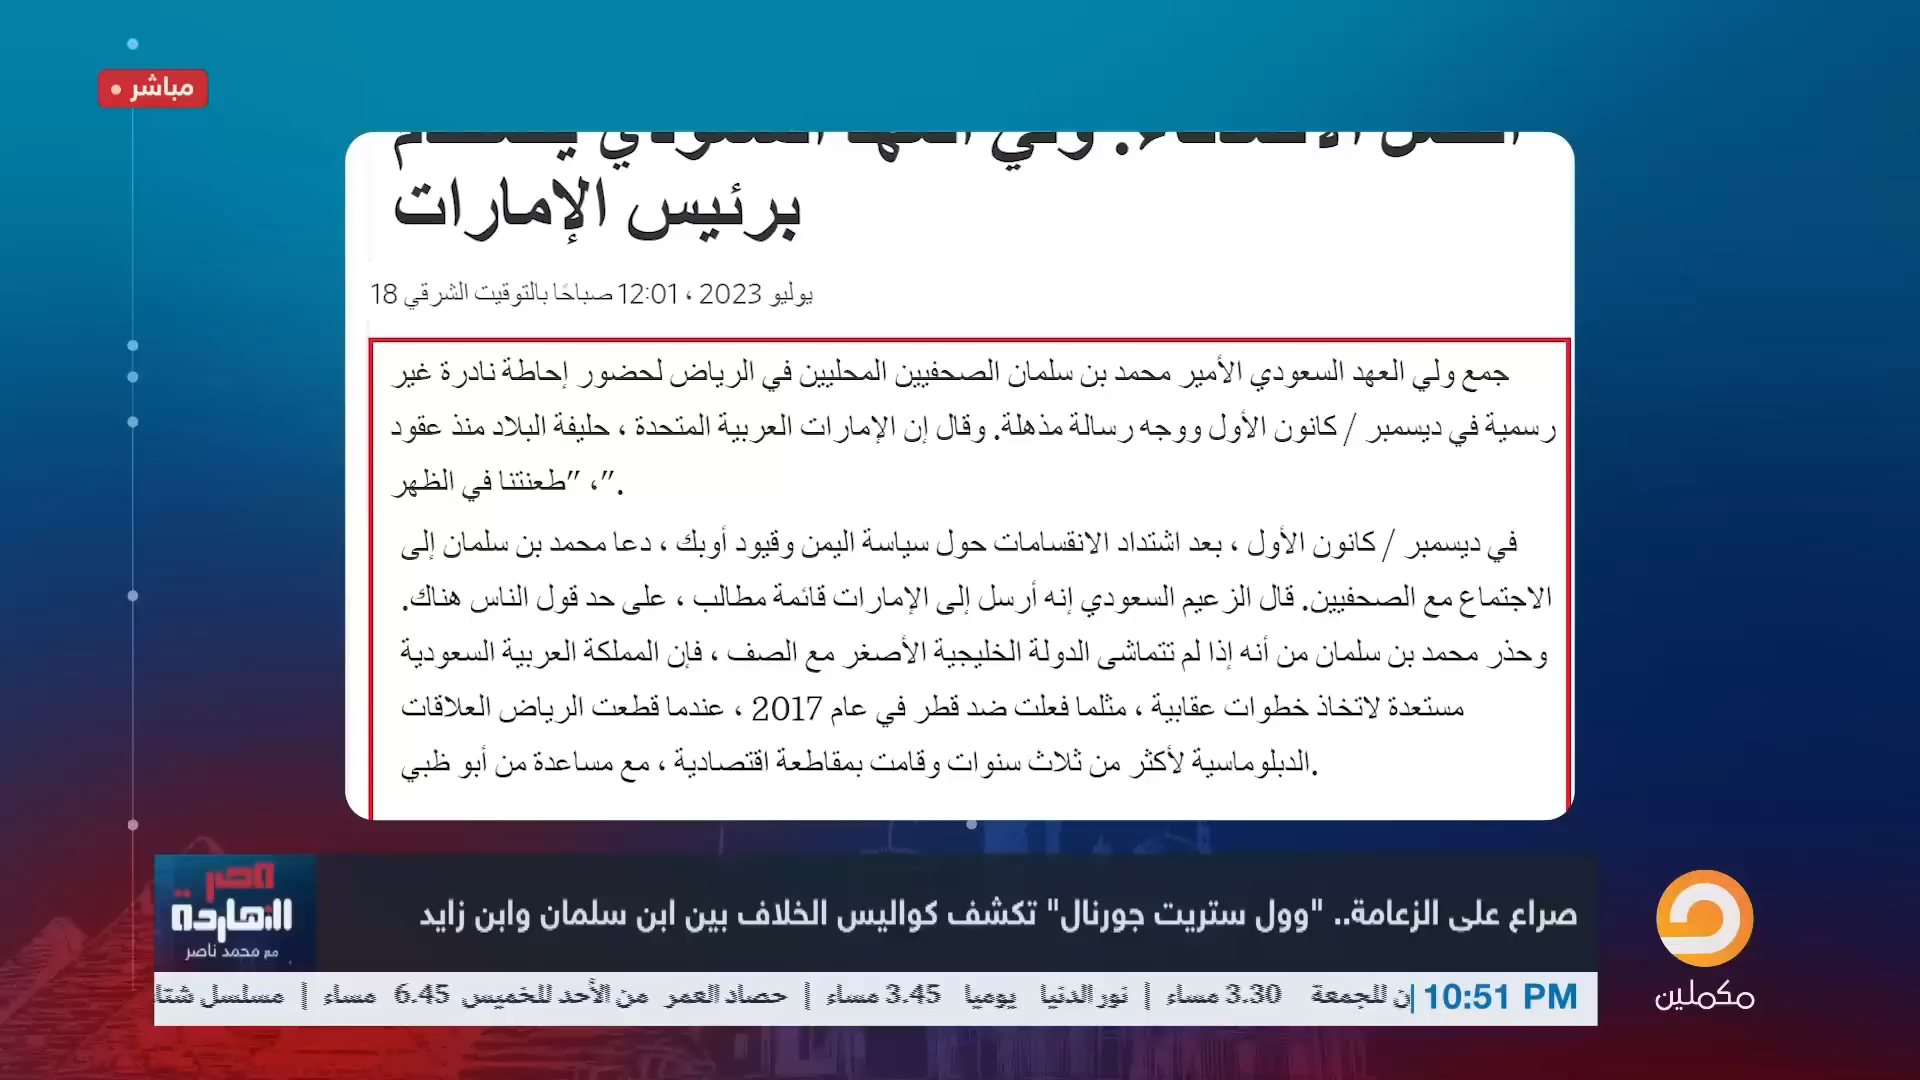 مباشر
برئيس الإمارات
يوليو 2023 ، 12:01 صباحًا بالتوقيت الشرقي 18
جمع ولي العهد السعودي الأمير محمد بن سلمان الصحفيين المحليين في الرياض لحضور إحاطة نادرة غير
رسمية في ديسمبر / كانون الأول ووجه رسالة مذهلة. وقال إن الإمارات العربية المتحدة ، حليفة البلاد منذ عقود
."، "طعنتنا في الظهر
في ديسمبر / كانون الأول ، بعد اشتداد الانقسامات حول سياسة اليمن وقيود أوبك ، دعا محمد بن سلمان إلى
الاجتماع مع الصحفيين. قال الزعيم السعودي إنه أرسل إلى الإمارات قائمة مطالب ، على حد قول الناس هناك.
وحذر محمد بن سلمان من أنه إذا لم تتماشى الدولة الخليجية الأصغر مع الصف ، فإن المملكة العربية السعودية
مستعدة لاتخاذ خطوات عقابية ، مثلما فعلت ضد قطر في عام 2017 ، عندما قطعت الرياض العلاقات
.الدبلوماسية لأكثر من ثلاث سنوات وقامت بمقاطعة اقتصادية ، مع مساعدة من أبو ظبي
صراع على الزعامة.. "وول ستريت جورنال" تكشف كواليس الخلاف بين ابن سلمان وابن زايد
مصر
النهاردة
مع محمد ناصر
10:51 PM
للجمعة 3.30 مساء | نور الدنيا يوميا 3.45 مساء | حصاد العمر من الأحد للخميس 6.45 مساء | مسلسل
مكملين